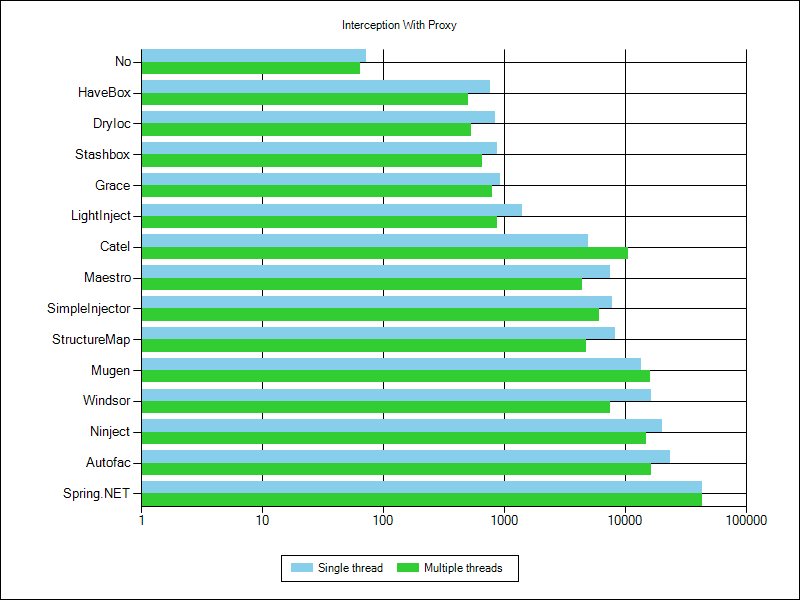 Interception With Proxy
No
HaveBox
DryIoc
Stashbox
Grace
LightInject
Catel
Maestro
SimpleInjector
StructureMap
Mugen
Windsor
Ninject
Autofac
Spring.NET
1 10 100 1000 10000 100000
Single thread Multiple threads